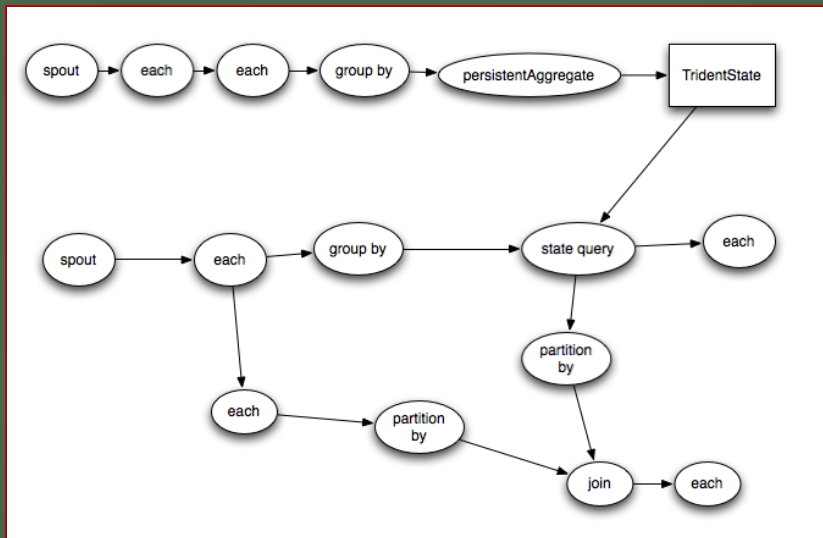 spout
each
each
group by
persistentAggregate
TridentState
spout
each
group by
state query
each
partition
by
each
partition
by
join
each